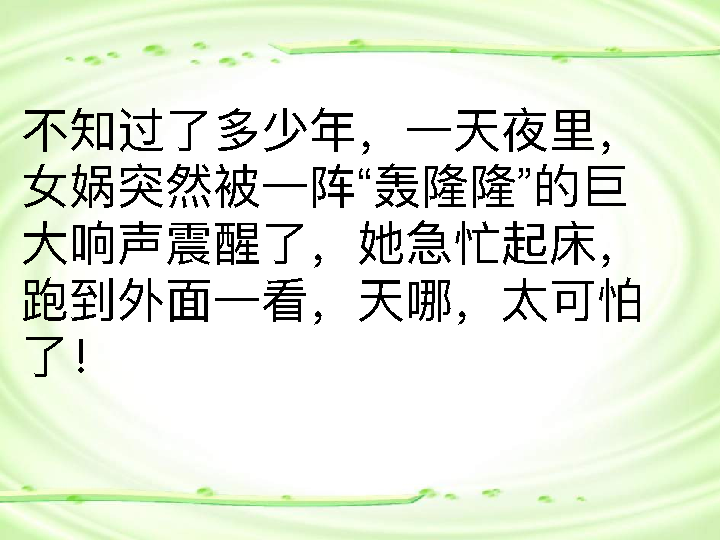 不知过了多少年，一天夜里，
女娲突然被一阵“轰隆隆”的巨
大响声震醒了，她急忙起床，
跑到外面一看，天哪，太可怕
了！